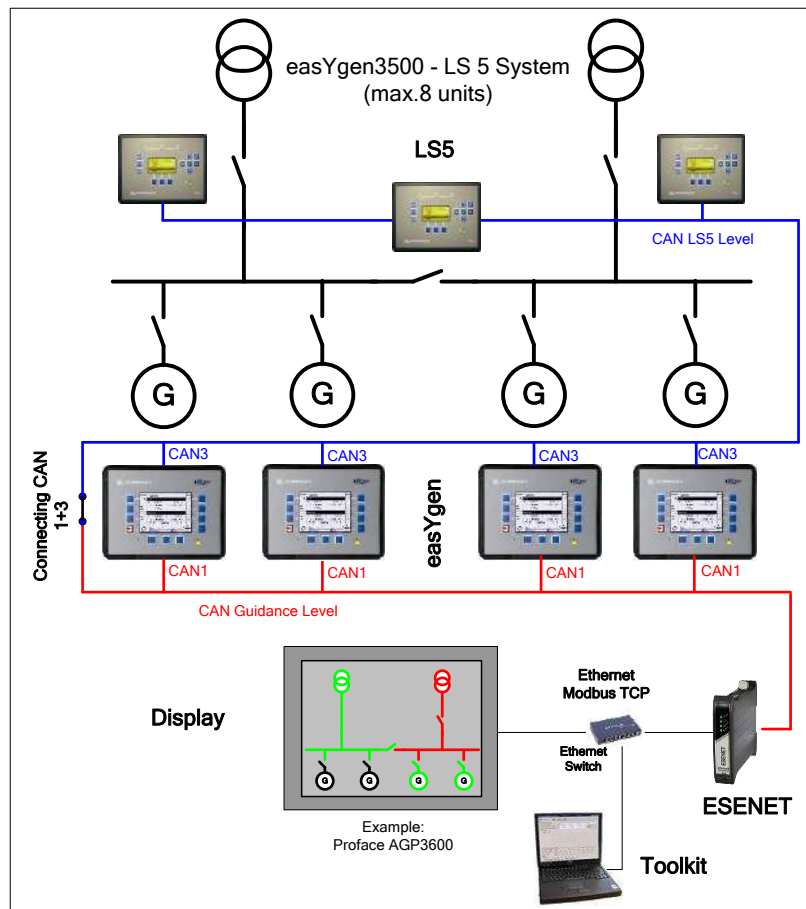 easYgen3500 - LS 5 System
(max.8 units)
LS5
CAN LS5 Level
G
G
G
G
CAN3
CAN3
CAN3
CAN3
Connecting CAN
1+3
easYgen
CAN1
CAN1
CAN1
CAN1
CAN Guidance Level
Display
G
G
G
G
Example:
Proface AGP3600
Ethernet
Modbus TCP
Ethernet
Switch
ESENET
ESENET
Toolkit